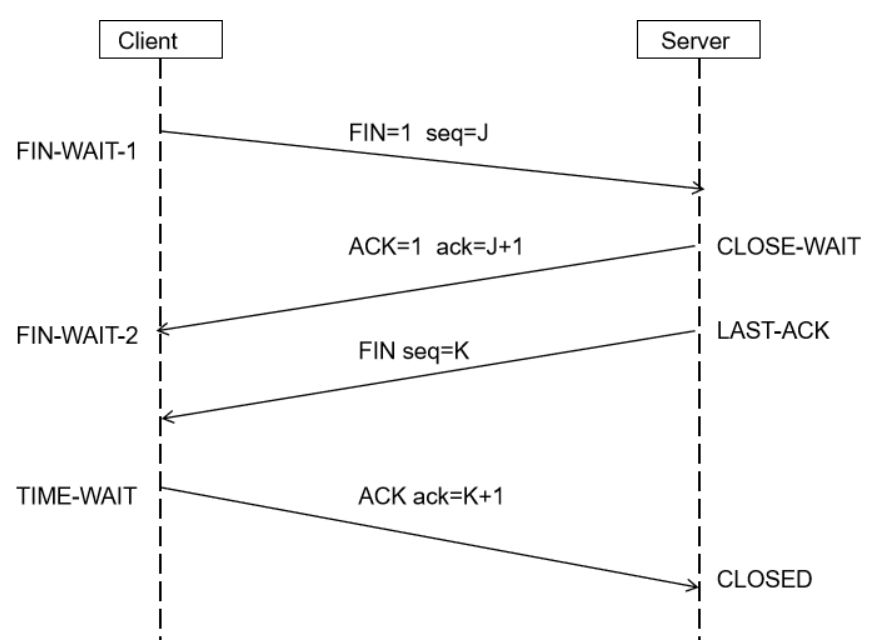 Client
Server
FIN=1 seq=J
FIN-WAIT-1
ACK=1 ack=J+1
CLOSE-WAIT
FIN-WAIT-2
LAST-ACK
FIN seq=K
TIME-WAIT
ACK ack=K+1
CLOSED